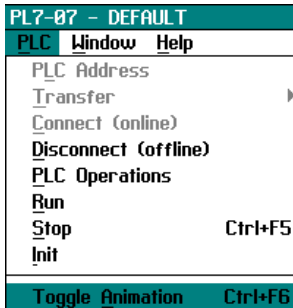 PL7-07 - DEFAULT
PLC Window Help
PLC Address
Transfer
Connect (online)
Disconnect (offline)
PLC Operations
Run
Stop Ctrl+F5
Init
Toggle Animation Ctrl+F6